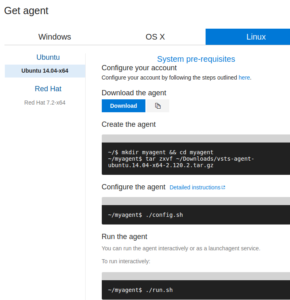 Get agent
Windows
OS X
Linux
Ubuntu
Ubuntu 14.04-x64
Red Hat
Red Hat 7.2-x64
System pre-requisites
Configure your account
Configure your account by following the steps outlined here.
Download the agent
Download
Create the agent
~/$ mkdir myagent && cd myagent
~/myagent$ tar zxvf ~/Downloads/vsts-agent-
ubuntu.14.04-x64-2.120.2.tar.gz
Configure the agent Detailed instructions
~/myagent$ ./config.sh
Run the agent
You can run the agent interactively or as a launchagent service.
To run interactively:
~/myagent$ ./run.sh